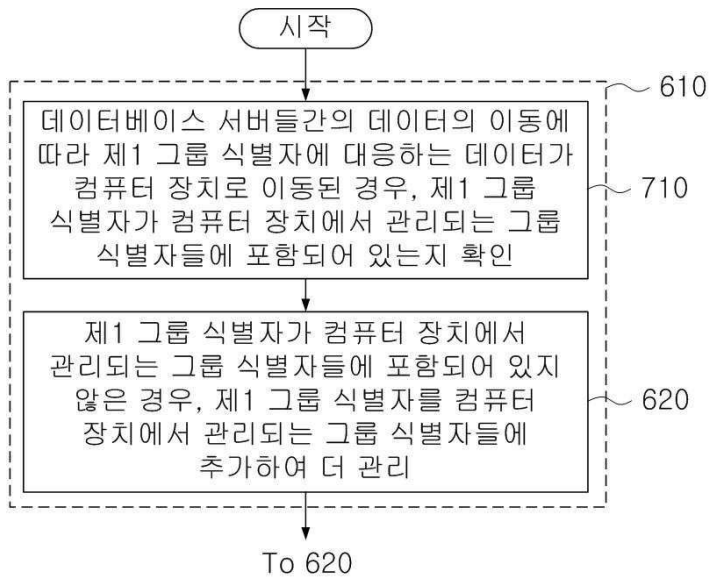 시작
610
데이터베이스 서버들간의 데이터의 이동에
따라 제1 그룹 식별자에 대응하는 데이터가
컴퓨터 장치로 이동된 경우, 제1 그룹
식별자가 컴퓨터 장치에서 관리되는 그룹
식별자들에 포함되어 있는지 확인
710
제1 그룹 식별자가 컴퓨터 장치에서
관리되는 그룹 식별자들에 포함되어 있지
않은 경우, 제1 그룹 식별자를 컴퓨터
장치에서 관리되는 그룹 식별자들에
추가하여 더 관리
620
To 620